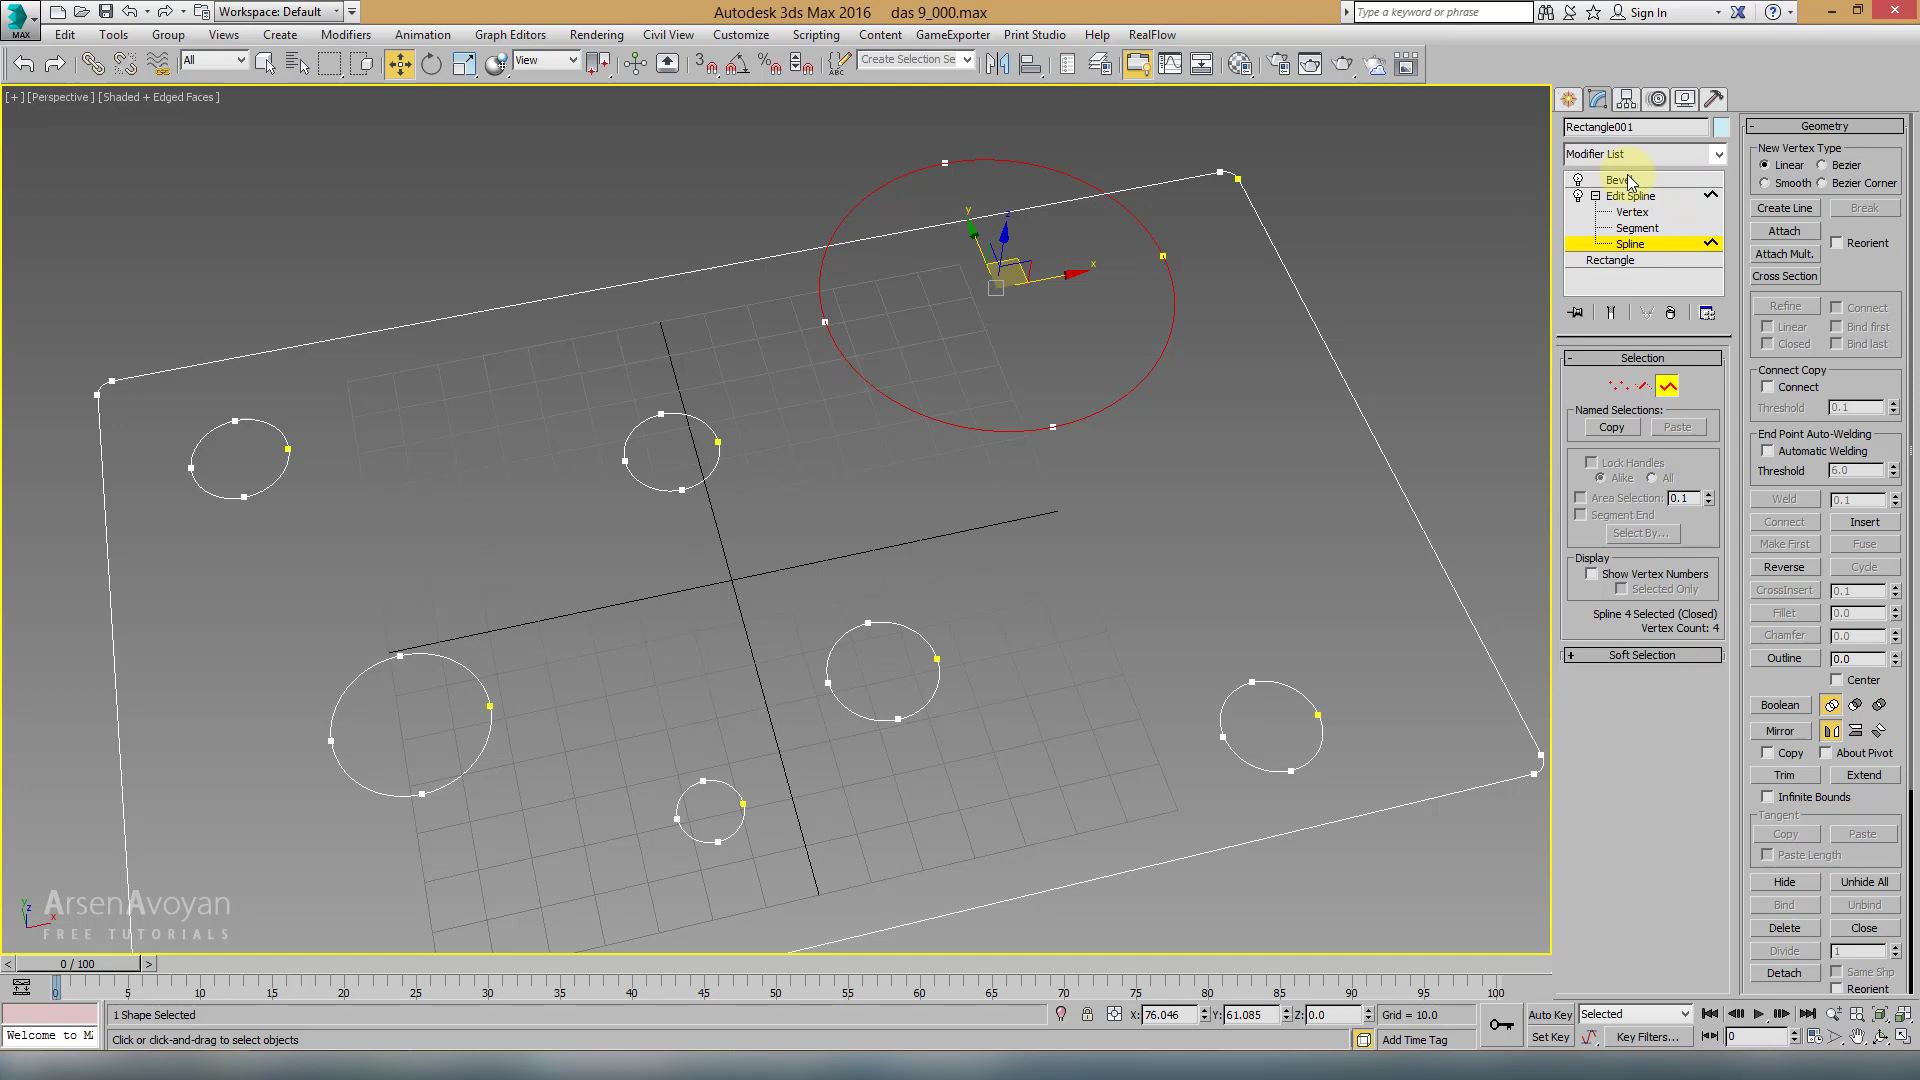 Workspace: Default
Autodesk 3ds Max 2016    das 9_000.max
Type a keyword or phrase
Sign In
MAX
Edit Tools Group Views Create Modifiers Animation Graph Editors Rendering Civil View Customize Scripting Content GameExporter Print Studio Help RealFlow
All
View
Create Selection Se
[+] [Perspective] [Shaded + Edged Faces]
Rectangle001
Modifier List
Edit Spline
Vertex
Segment
Spline
Rectangle
Selection
Named Selections:
Copy Paste
Lock Handles
Alike All
Area Selection: 0.1
Segment End
Select By...
Display
Show Vertex Numbers
Selected Only
Spline 4 Selected (Closed)
Vertex Count: 4
Soft Selection
Geometry
New Vertex Type
Linear Bezier
Smooth Bezier Corner
Create Line Break
Attach
Reorient
Attach Mult.
Cross Section
Refine Connect
Linear Bind first
Closed Bind last
Connect Copy
Connect
Threshold 0.1
End Point Auto-Welding
Automatic Welding
Threshold 6.0
Weld 0.1
Connect Insert
Make First Fuse
Reverse Cycle
CrossInsert 0.1
Fillet 0.0
Chamfer 0.0
Outline 0.0
Center
Boolean
Mirror
Copy About Pivot
Trim Extend
Infinite Bounds
Tangent
Copy Paste
Paste Length
Hide Unhide All
Bind Unbind
Delete Close
Divide 1
Detach Same Shp
Reorient
x y z
ArsenAvoyan
FREE TUTORIALS
0 / 100
0 5 10 15 20 25 30 35 40 45 50 55 60 65 70 75 80 85 90 95 100
1 Shape Selected
X: 76.046 Y: 61.085 Z: 0.0 Grid = 10.0
Auto Key Selected
Welcome to M
Click or click-and-drag to select objects
Add Time Tag
Set Key Key Filters... 0